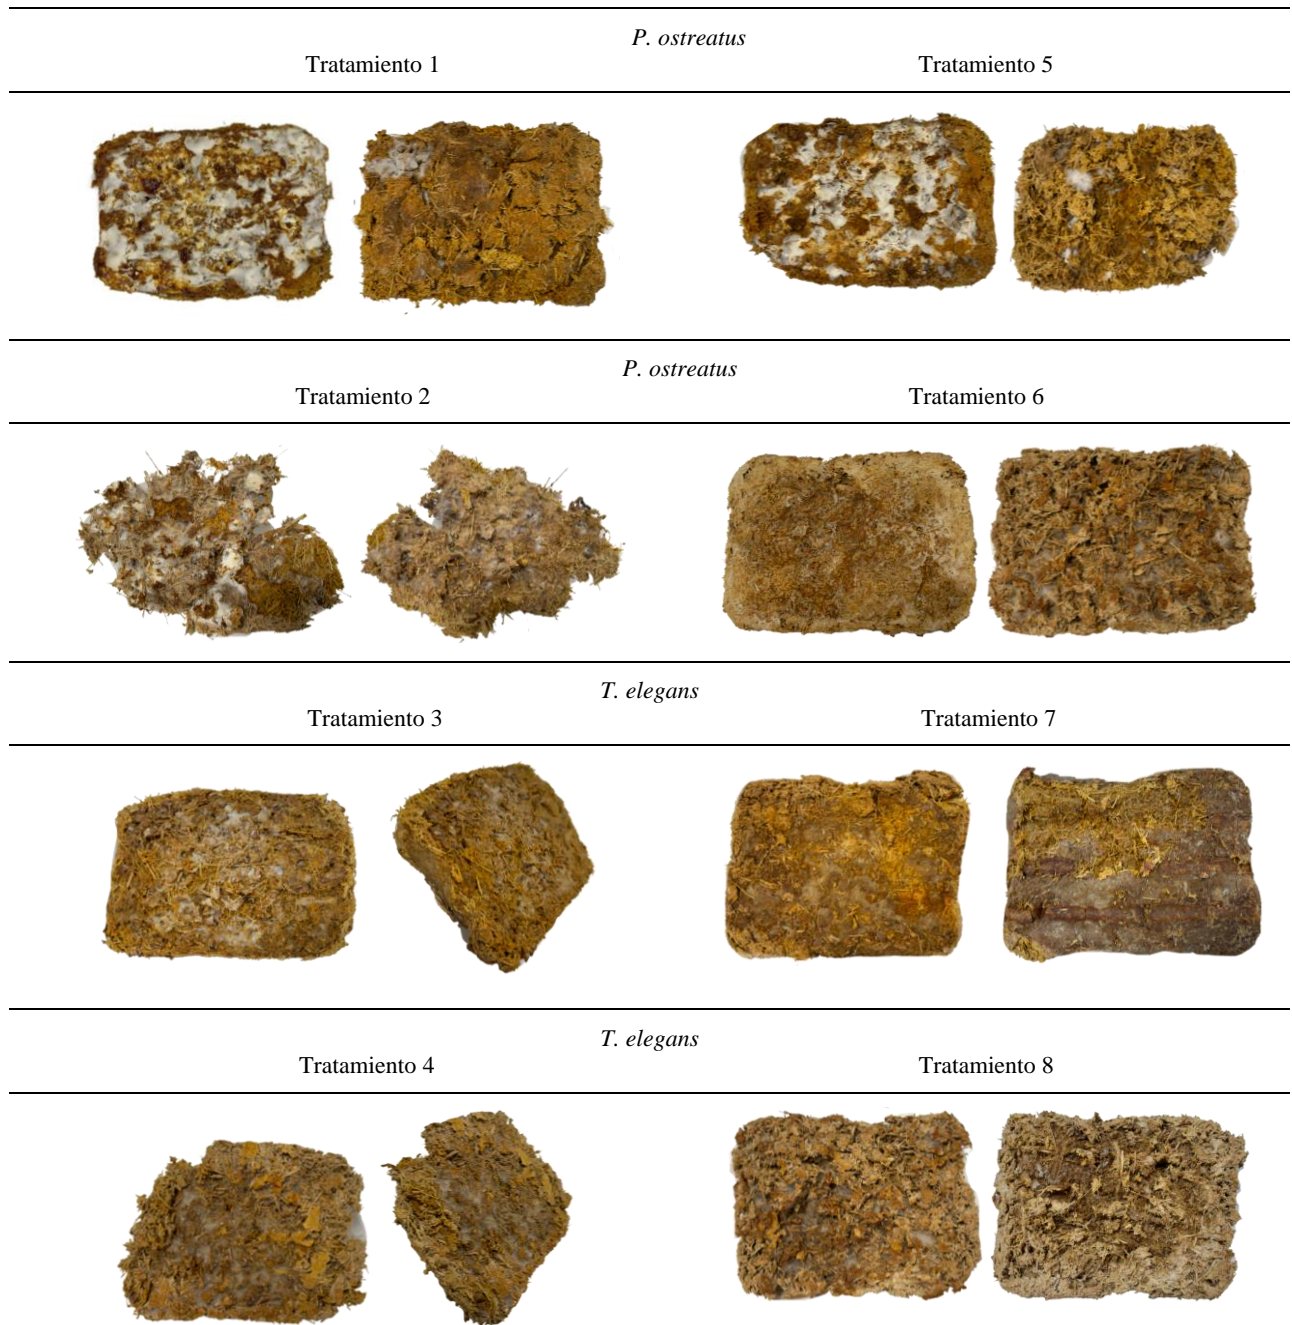 P. ostreatus
Tratamiento 1 Tratamiento 5
P. ostreatus
Tratamiento 2 Tratamiento 6
T. elegans
Tratamiento 3 Tratamiento 7
T. elegans
Tratamiento 4 Tratamiento 8